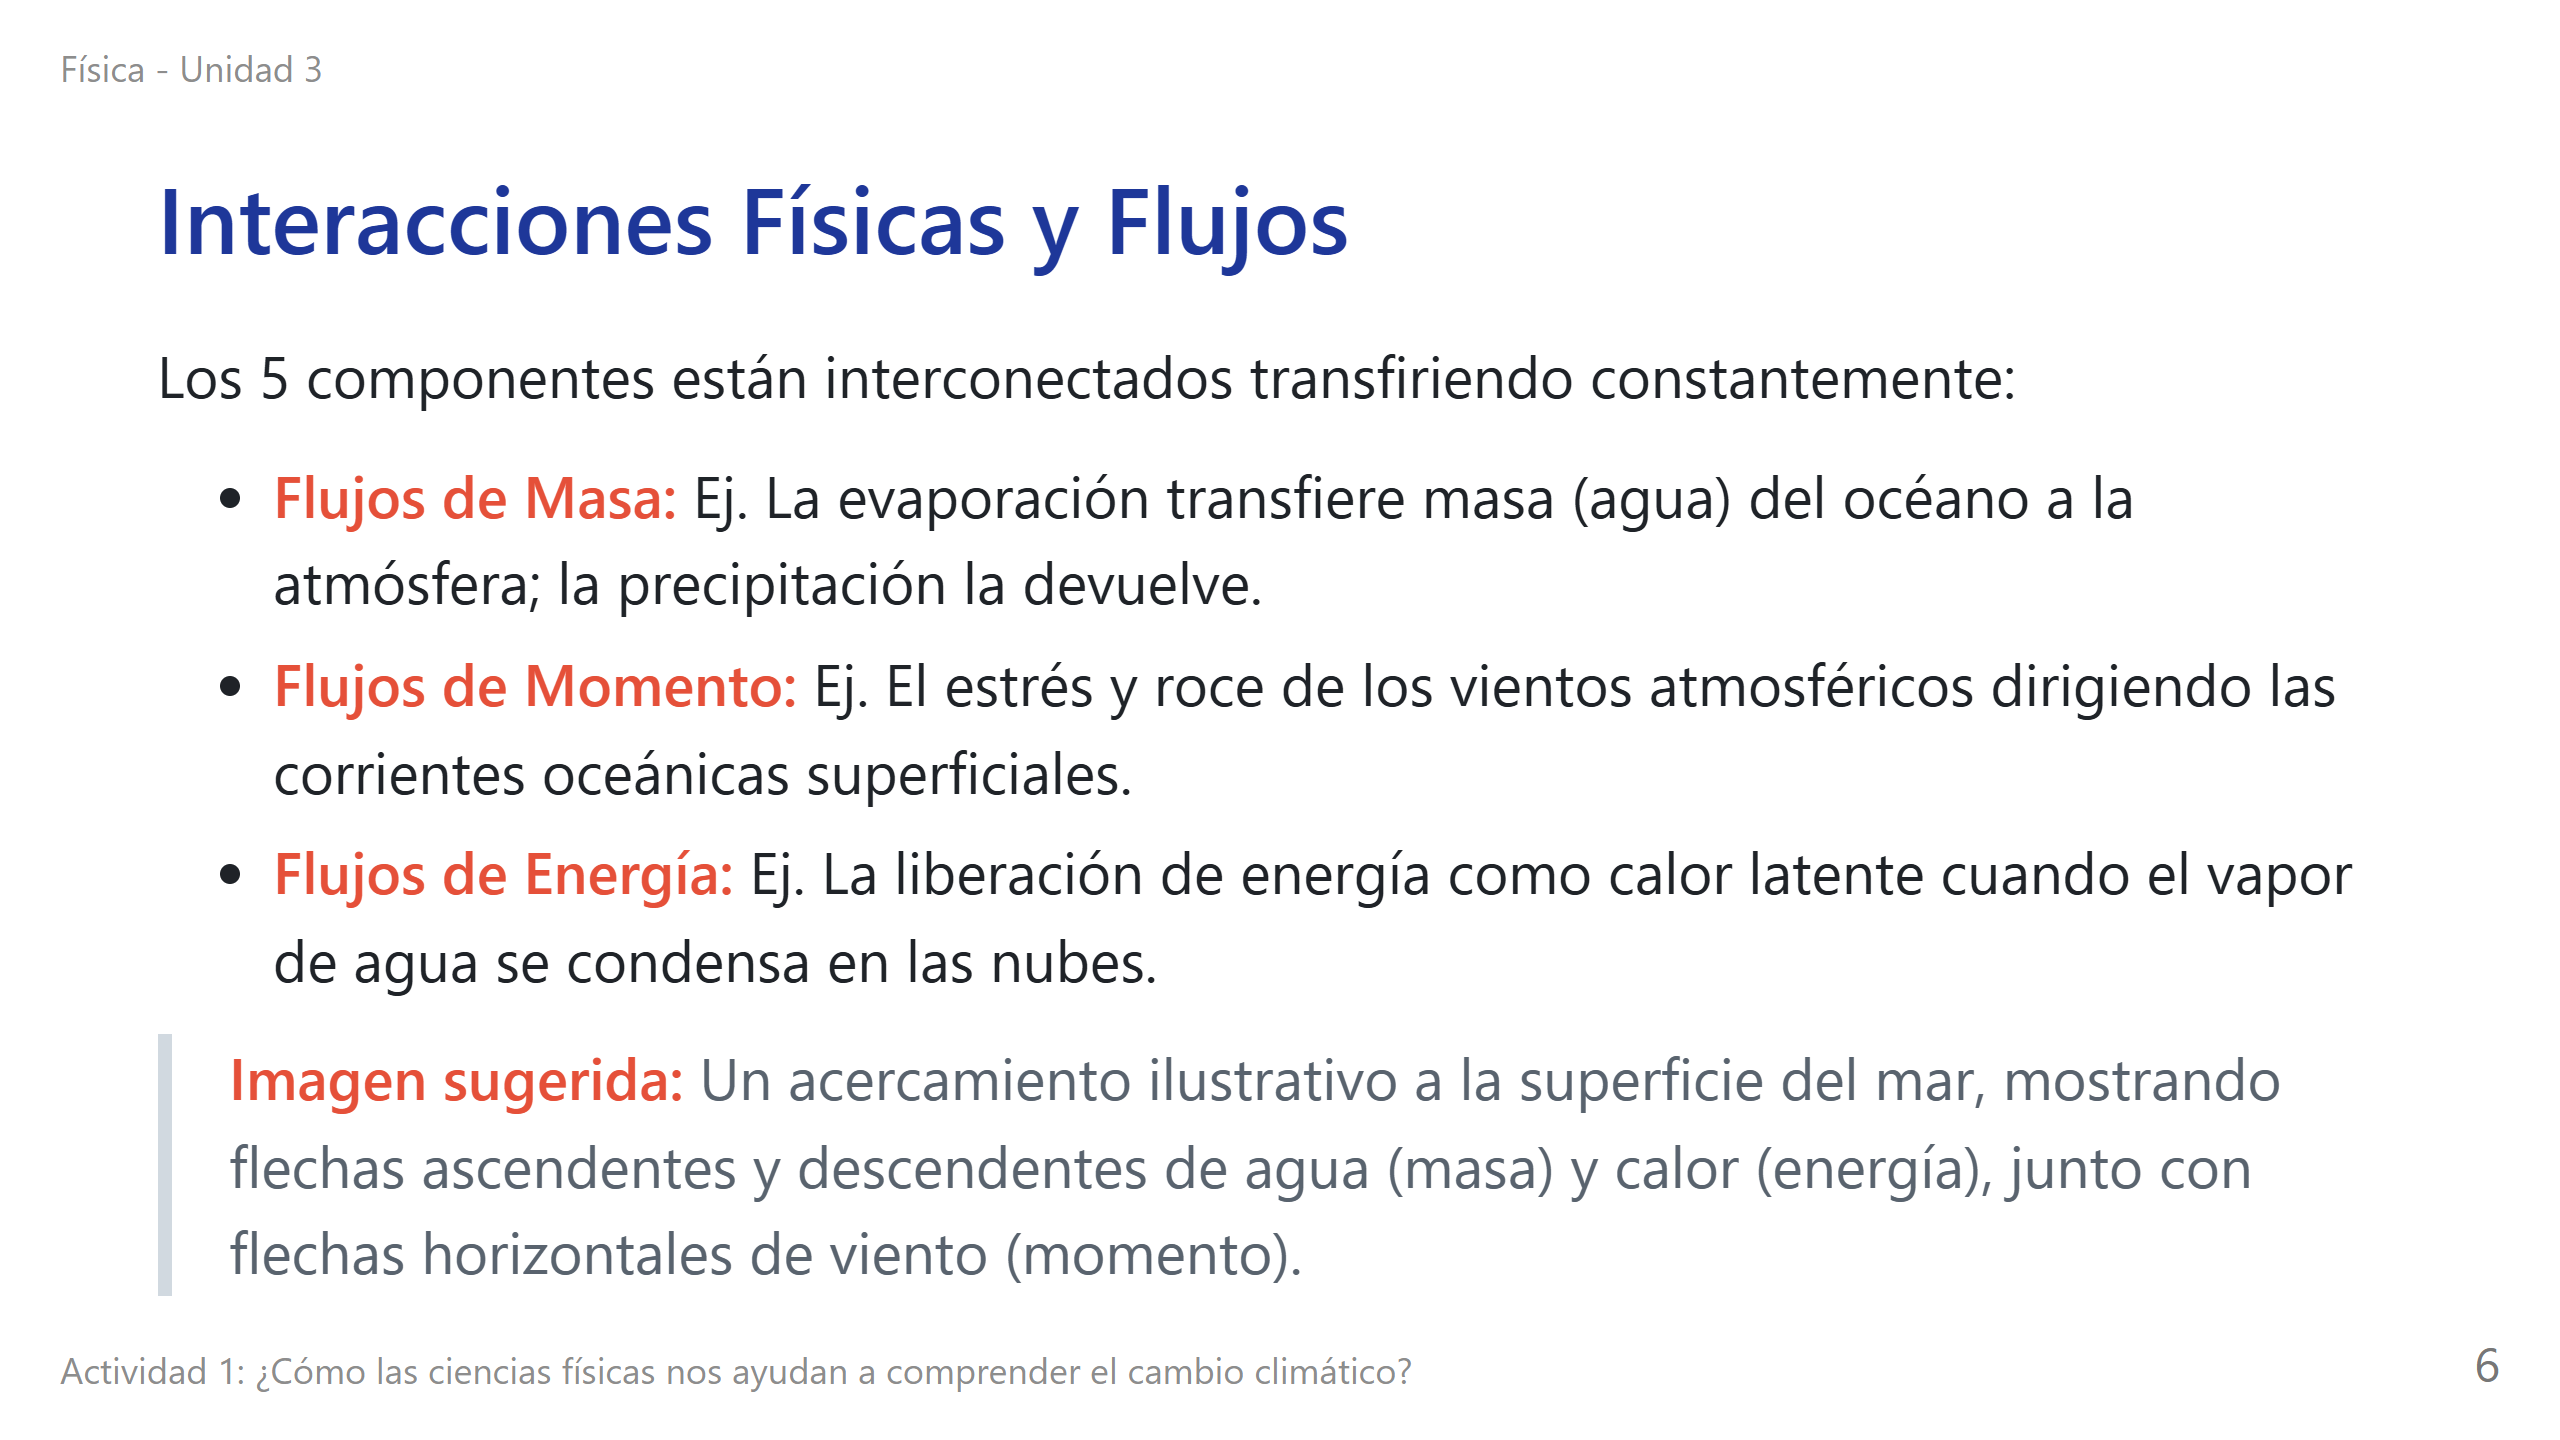 Física - Unidad 3
Interacciones Físicas y Flujos
Los 5 componentes están interconectados transfiriendo constantemente:
• Flujos de Masa: Ej. La evaporación transfiere masa (agua) del océano a la
atmósfera; la precipitación la devuelve.
• Flujos de Momento: Ej. El estrés y roce de los vientos atmosféricos dirigiendo las
corrientes oceánicas superficiales.
• Flujos de Energía: Ej. La liberación de energía como calor latente cuando el vapor
de agua se condensa en las nubes.
Imagen sugerida: Un acercamiento ilustrativo a la superficie del mar, mostrando
flechas ascendentes y descendentes de agua (masa) y calor (energía), junto con
flechas horizontales de viento (momento).
Actividad 1: ¿Cómo las ciencias físicas nos ayudan a comprender el cambio climático?
6